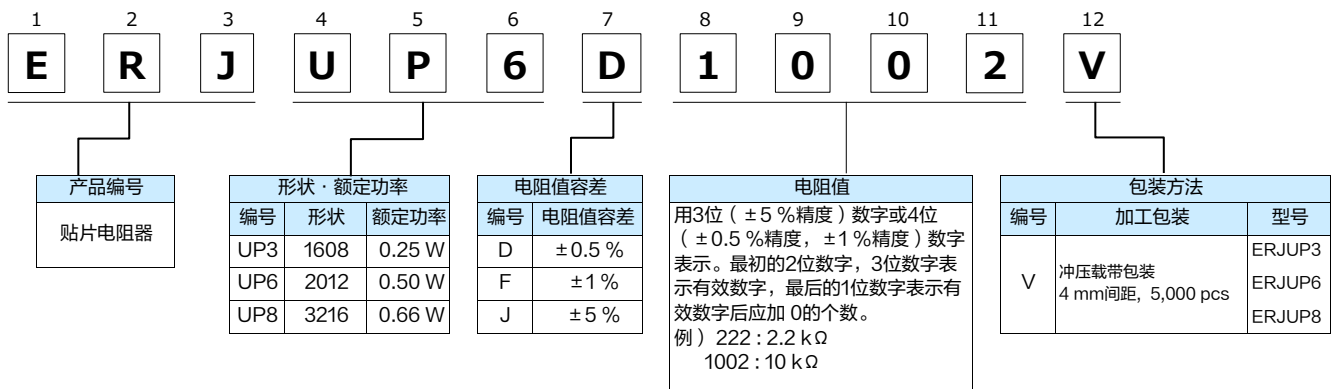 1 2 3 4 5 6 7 8 9 10 11 12
E R J U P 6 D 1 0 0 2 V
产品编号
贴片电阻器
形状·额定功率
编号 形状 额定功率
UP3 1608 0.25 W
UP6 2012 0.50 W
UP8 3216 0.66 W
电阻值容差
编号 电阻值容差
D ±0.5 %
F ±1 %
J ±5 %
电阻值
用3位（±5 %精度）数字或4位
（±0.5 %精度，±1 %精度）数字
表示。最初的2位数字，3位数字表
示有效数字，最后的1位数字表示有
效数字后应加 0的个数。
例）222 : 2.2 kΩ
1002 : 10 kΩ
包装方法
编号 加工包装 型号
V
冲压载带包装
4 mm间距, 5,000 pcs
ERJUP3
ERJUP6
ERJUP8